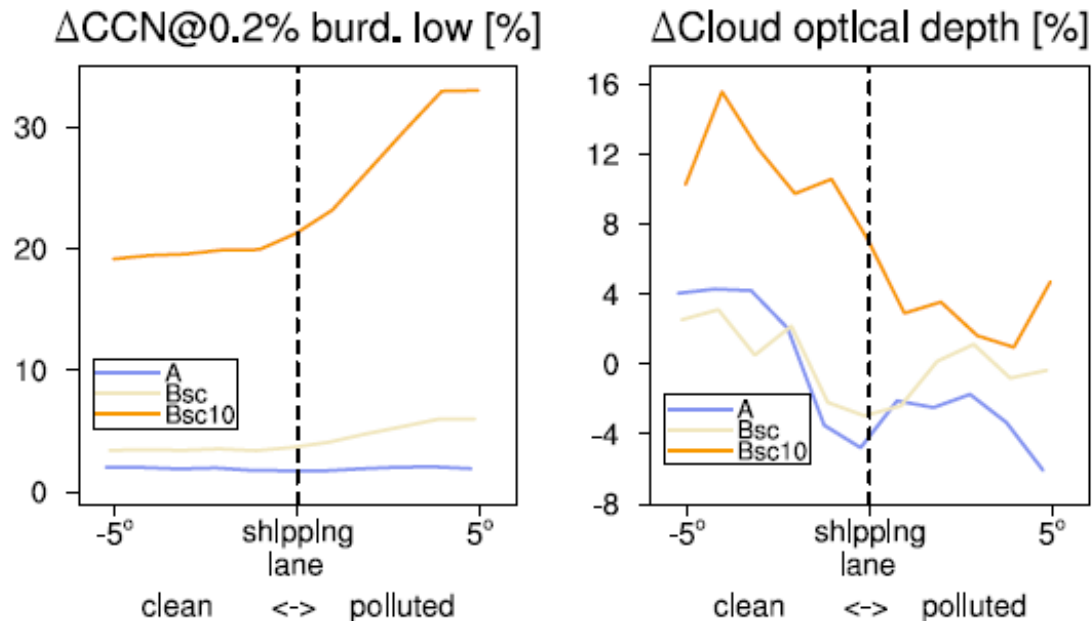 ΔCCN@0.2% burd. low [%]
30
20
10
0
A
Bsc
Bsc10
-5°
shipping
lane
5°
clean <-> polluted
ΔCloud optical depth [%]
16
12
8
4
0
-4
-8
A
Bsc
Bsc10
-5°
shipping
lane
5°
clean <-> polluted